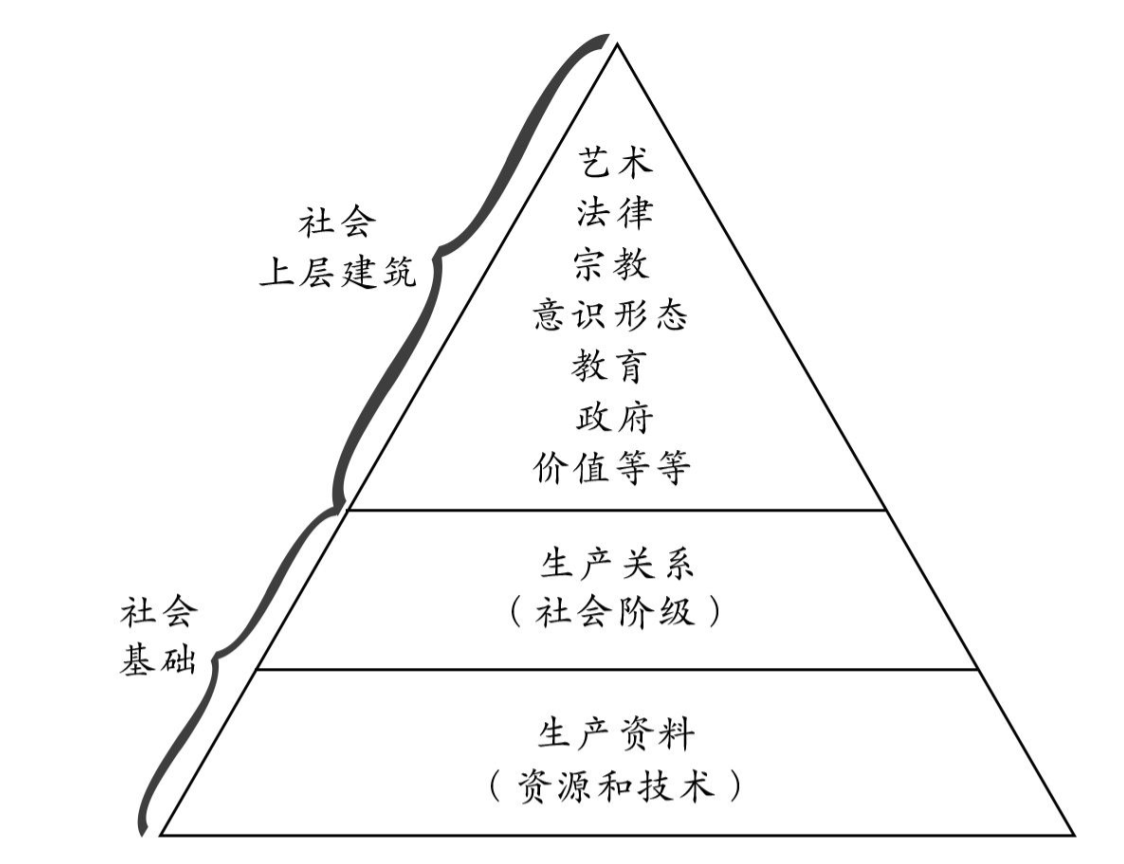 艺术
法律
宗教
意识形态
教育
政府
价值等等
社会
上层建筑
生产关系
（社会阶级）
社会
基础
生产资料
（资源和技术）